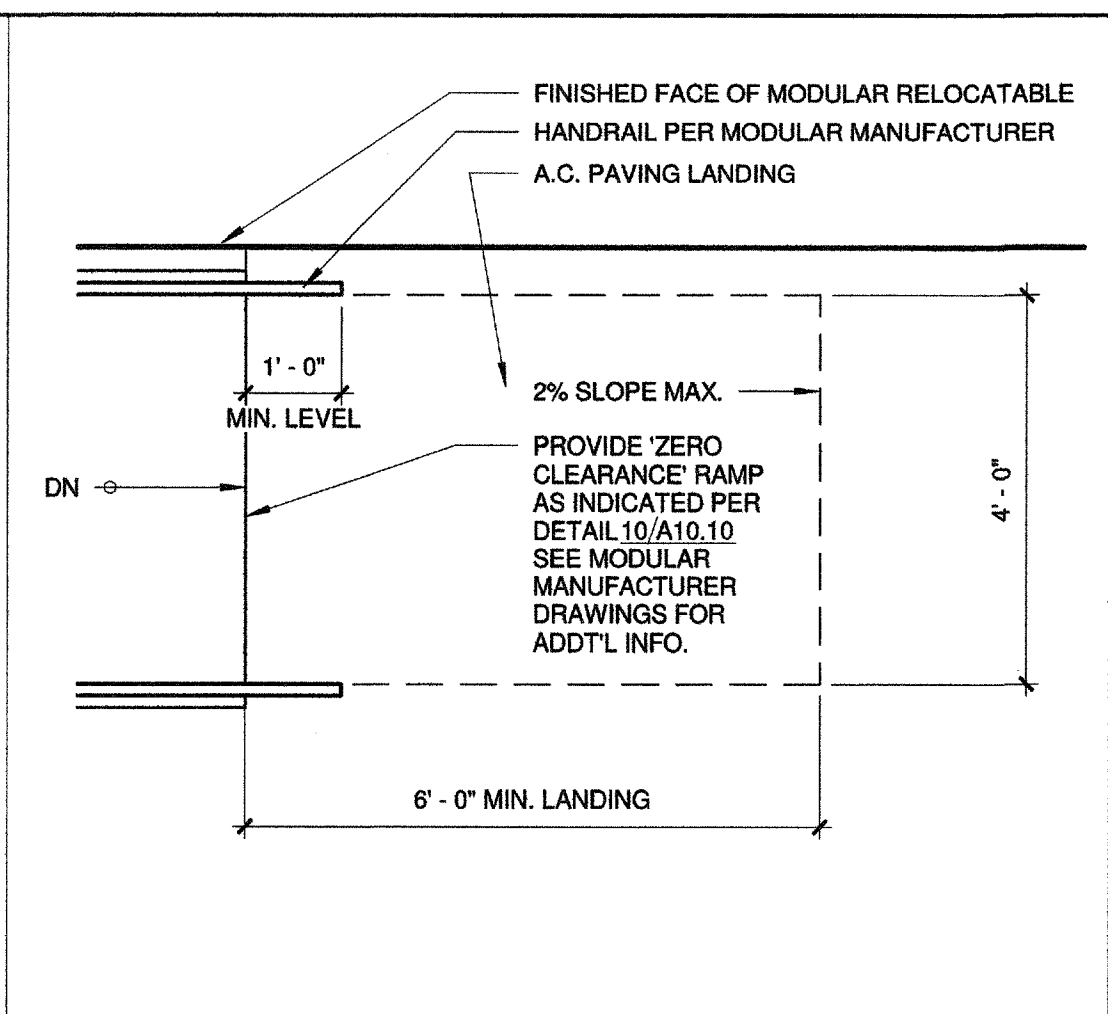 FINISHED FACE OF MODULAR RELOCATABLE
HANDRAIL PER MODULAR MANUFACTURER
A.C. PAVING LANDING
1' - 0"
MIN. LEVEL
2% SLOPE MAX.
PROVIDE 'ZERO
CLEARANCE' RAMP
AS INDICATED PER
DETAIL 10/A10.10
SEE MODULAR
MANUFACTURER
DRAWINGS FOR
ADDT'L INFO.
DN
4' - 0"
6' - 0" MIN. LANDING